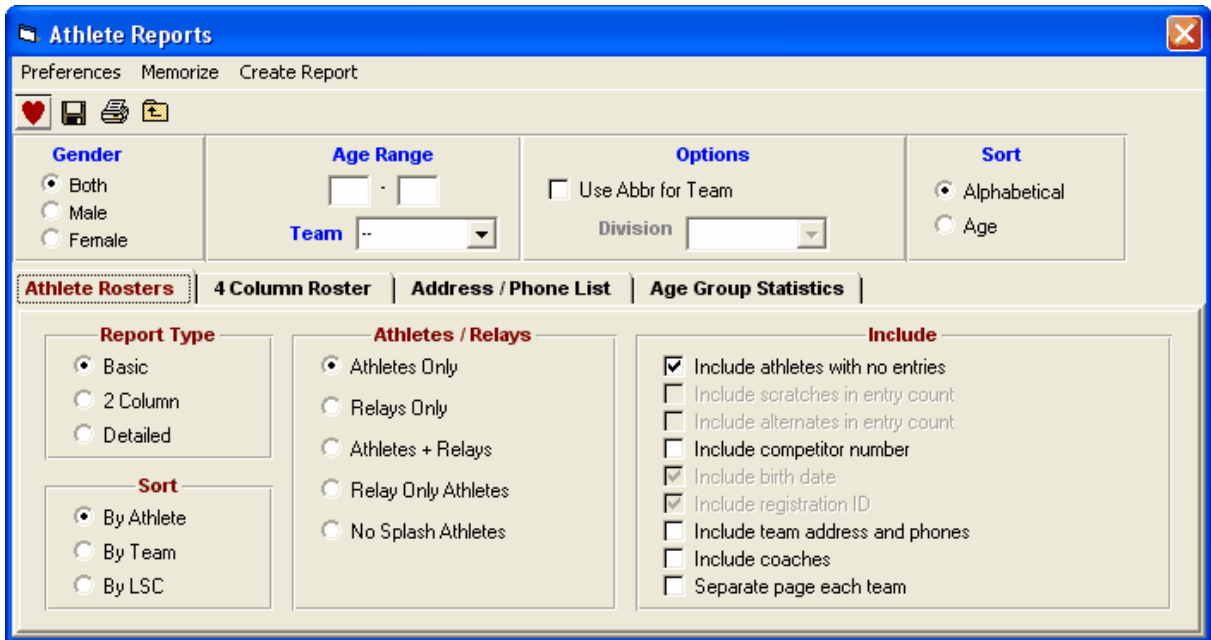 Athlete Reports
Preferences Memorize Create Report
Gender
Both
Male
Female
Age Range
-
Team --
Options
Use Abbr for Team
Division
Sort
Alphabetical
Age
Athlete Rosters 4 Column Roster Address / Phone List Age Group Statistics
Report Type
Basic
2 Column
Detailed
Sort
By Athlete
By Team
By LSC
Athletes / Relays
Athletes Only
Relays Only
Athletes + Relays
Relay Only Athletes
No Splash Athletes
Include
Include athletes with no entries
Include scratches in entry count
Include alternates in entry count
Include competitor number
Include birth date
Include registration ID
Include team address and phones
Include coaches
Separate page each team